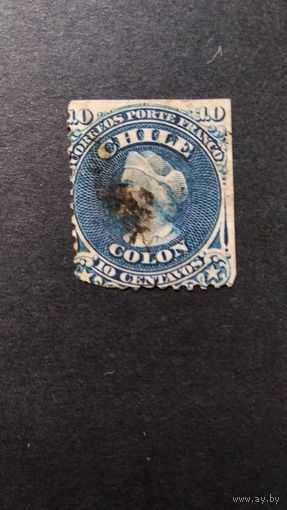 10 10
CORREOS PORTE FRANCO
CHILE
COLON
10 CENTAVOS
www.ay.by